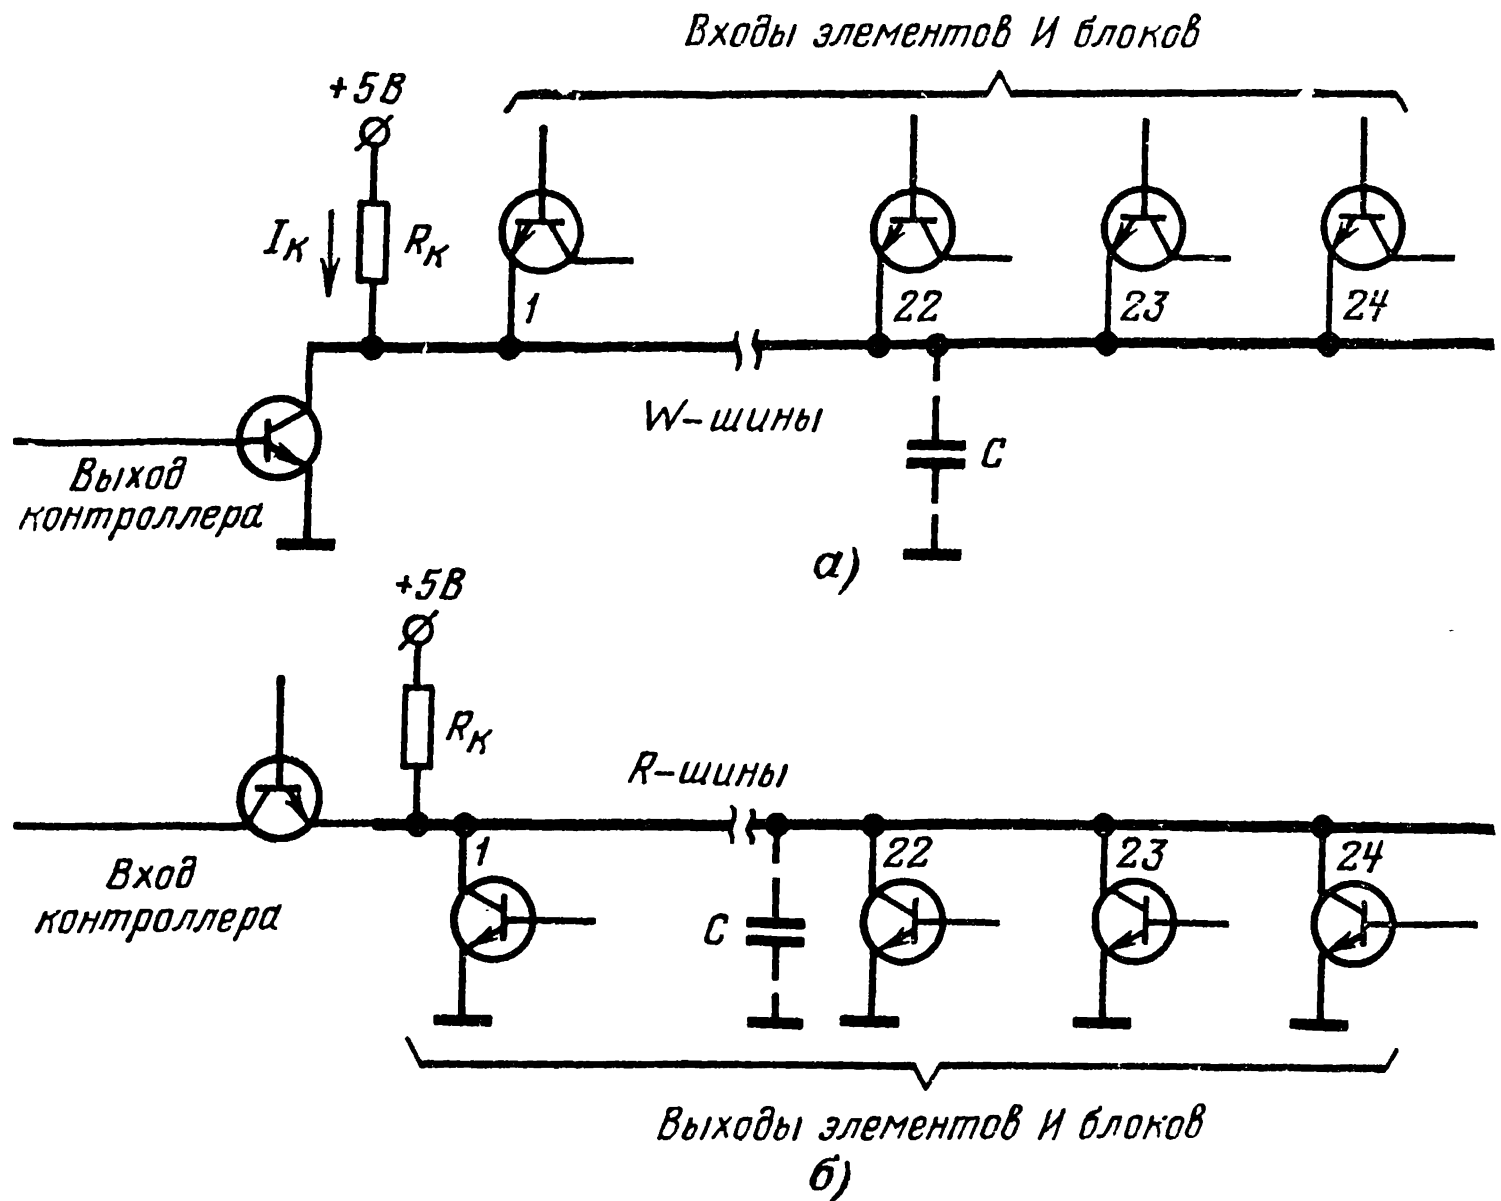 Входы элементов И блоков
+5В
Iк
Rк
1
22
23
24
W-шины
C
Выход
контроллера
а)
+5В
Rк
R-шины
1
22
23
24
Вход
контроллера
C
Выходы элементов И блоков
б)